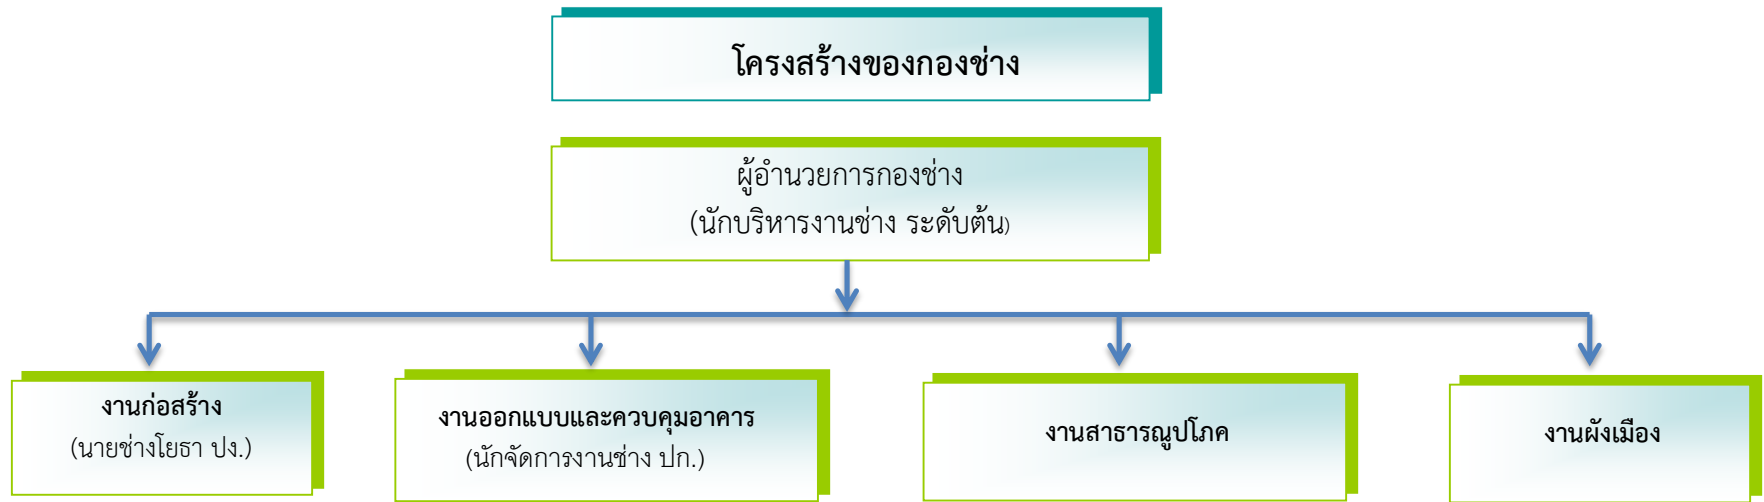 โครงสร้างของกองช่าง
ผู้อำนวยการกองช่าง
(นักบริหารงานช่าง ระดับต้น)
งานก่อสร้าง
(นายช่างโยธา ปง.)
งานออกแบบและควบคุมอาคาร
(นักจัดการงานช่าง ปก.)
งานสาธารณูปโภค
งานผังเมือง